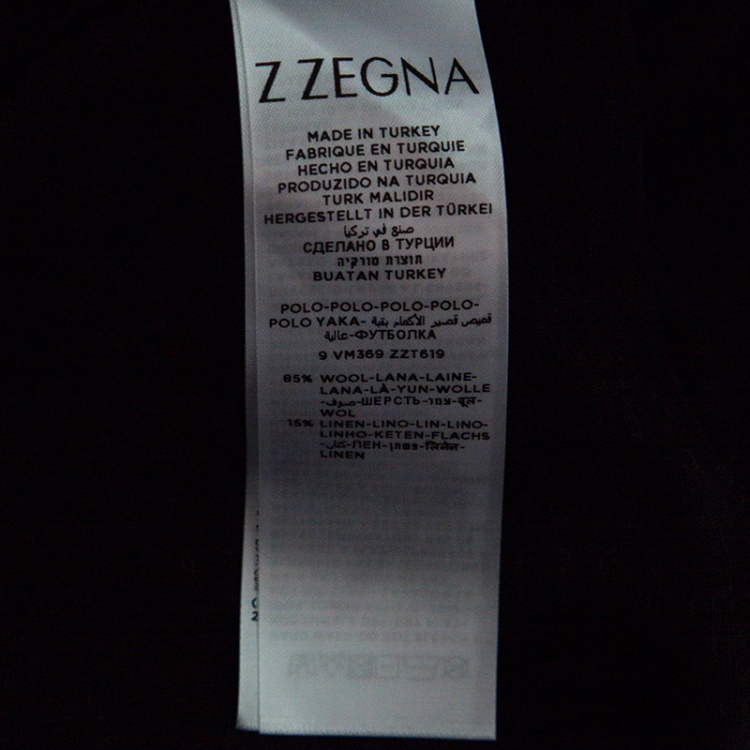 Z ZEGNA
MADE IN TURKEY
FABRIQUE EN TURQUIE
HECHO EN TURQUIA
PRODUZIDO NA TURQUIA
TURK MALIDIR
HERGESTELLT IN DER TÜRKEI
صنع في تركيا
СДЕЛАНО В ТУРЦИИ
תוצרת טורקיה
BUATAN TURKEY
POLO-POLO-POLO-POLO-
POLO YAKA- قميص قصير الأكمام بقبة
عالية-ФУТБОЛКА
9 VM369 ZZT619
85% WOOL-LANA-LAINE-
LANA-LÀ-YUN-WOLLE
-صوف-ШЕРСТЬ-צמר-
WOL
15% LINEN-LINO-LIN-LINO-
LINHO-KETEN-FLACHS
-كتان-ЛЕН-פשתן-
LINEN